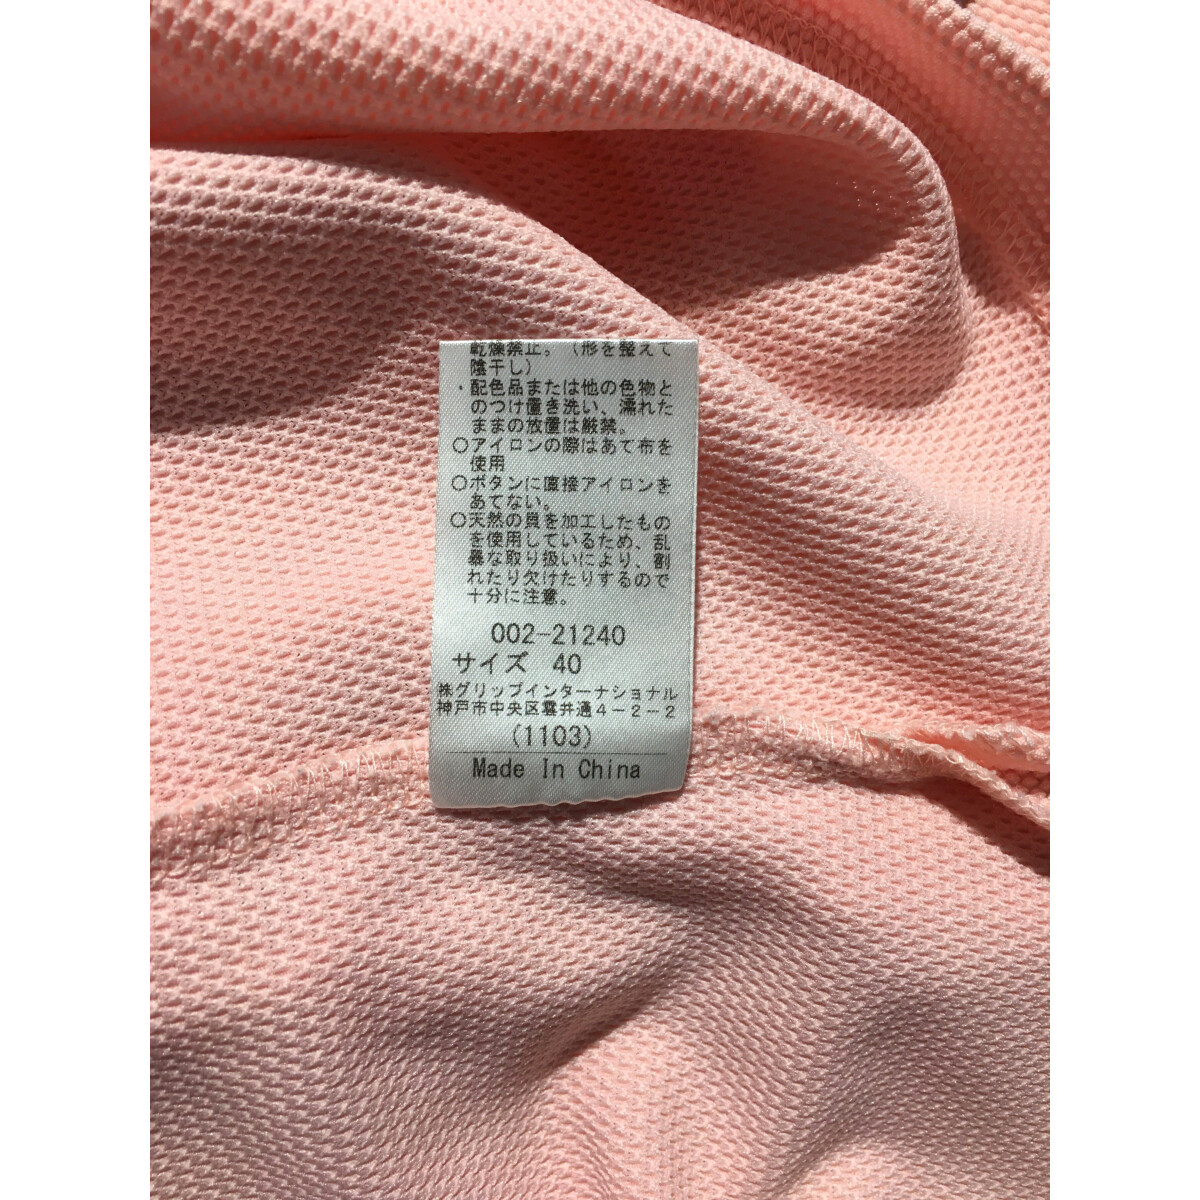 乾燥禁止。（形を整えて
陰干し）
・配色品または他の色物と
のつけ置き洗い、濡れた
ままの放置は厳禁。
○アイロンの際はあて布を
使用
○ボタンに直接アイロンを
あてない。
○天然の貝を加工したもの
を使用しているため、乱
暴な取り扱いにより、割
れたり欠けたりするので
十分に注意。
002-21240
サイズ 40
㈱グリップインターナショナル
神戸市中央区雲井通4-2-2
(1103)
Made In China